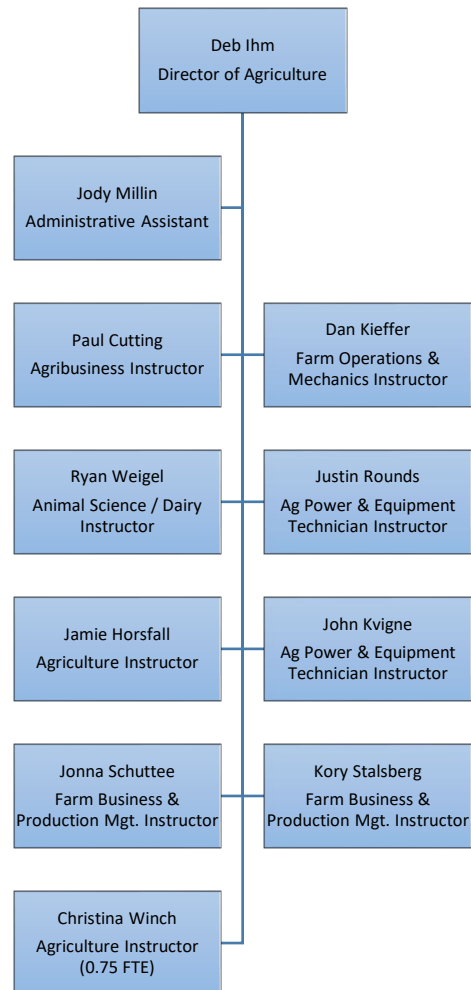 Deb Ihm
Director of Agriculture
Jody Millin
Administrative Assistant
Paul Cutting
Agribusiness Instructor
Dan Kieffer
Farm Operations &
Mechanics Instructor
Ryan Weigel
Animal Science / Dairy
Instructor
Justin Rounds
Ag Power & Equipment
Technician Instructor
Jamie Horsfall
Agriculture Instructor
John Kvigne
Ag Power & Equipment
Technician Instructor
Jonna Schuttee
Farm Business &
Production Mgt. Instructor
Kory Stalsberg
Farm Business &
Production Mgt. Instructor
Christina Winch
Agriculture Instructor
(0.75 FTE)